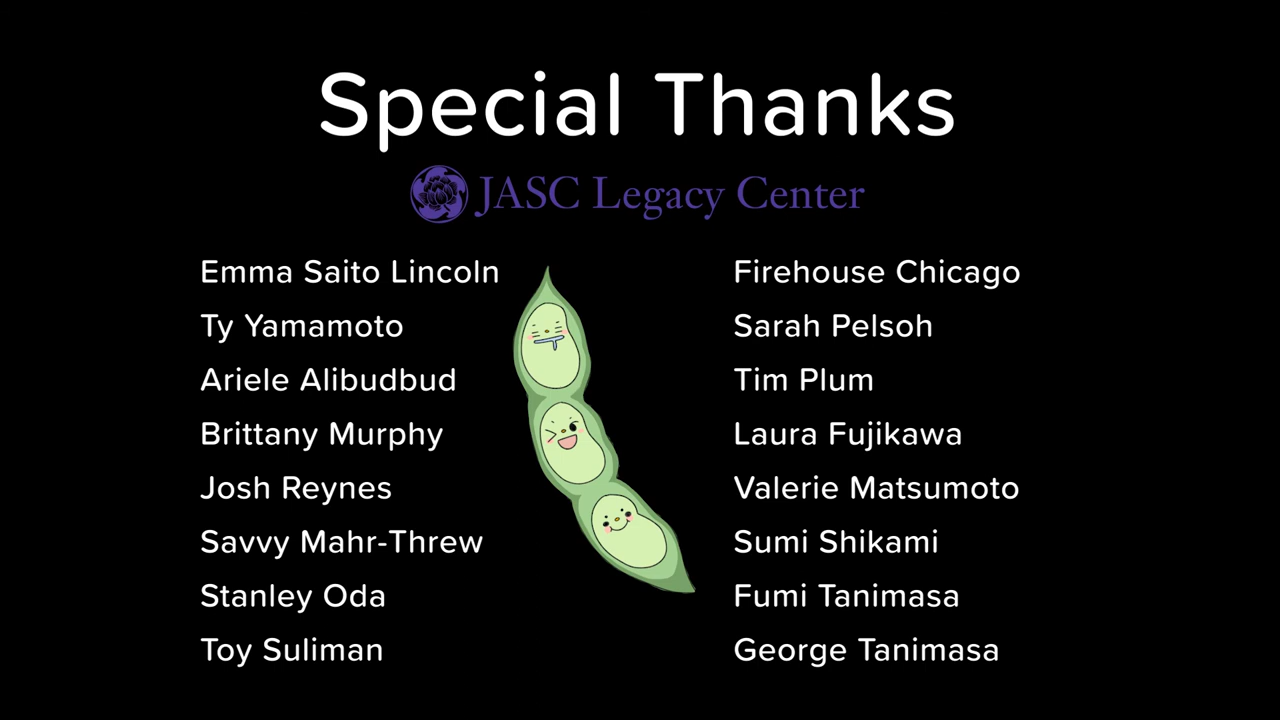 Special Thanks
JASC Legacy Center
Emma Saito Lincoln
Ty Yamamoto
Ariele Alibudbud
Brittany Murphy
Josh Reynes
Savvy Mahr-Threw
Stanley Oda
Toy Suliman
Firehouse Chicago
Sarah Pelsoh
Tim Plum
Laura Fujikawa
Valerie Matsumoto
Sumi Shikami
Fumi Tanimasa
George Tanimasa